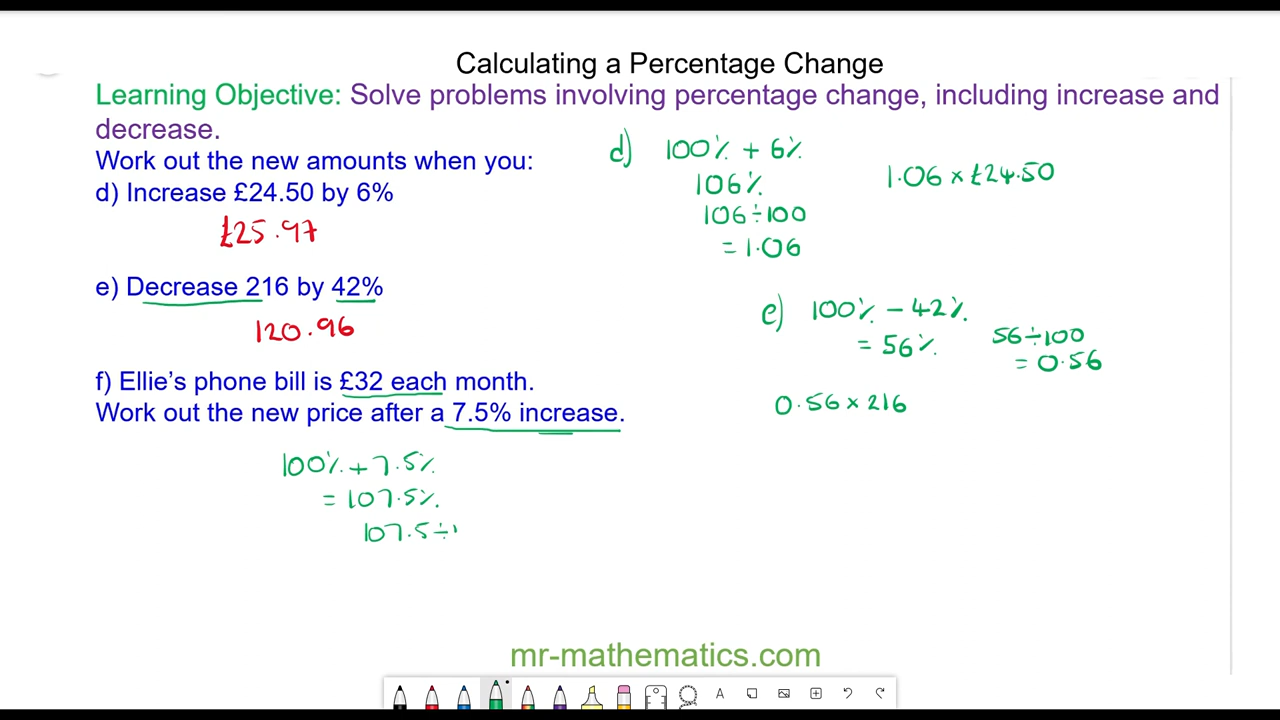 Calculating a Percentage Change
Learning Objective: Solve problems involving percentage change, including increase and
decrease.
Work out the new amounts when you:
d) Increase £24.50 by 6%
£25.97
e) Decrease 216 by 42%
120.96
f) Ellie's phone bill is £32 each month.
Work out the new price after a 7.5% increase.
100% + 7.5%
= 107.5%
107.5 ÷
d) 100% + 6%
106%
106 ÷ 100
= 1.06
1.06 × £24.50
e) 100% - 42%
= 56%
56 ÷ 100
= 0.56
0.56 × 216
mr-mathematics.com
A